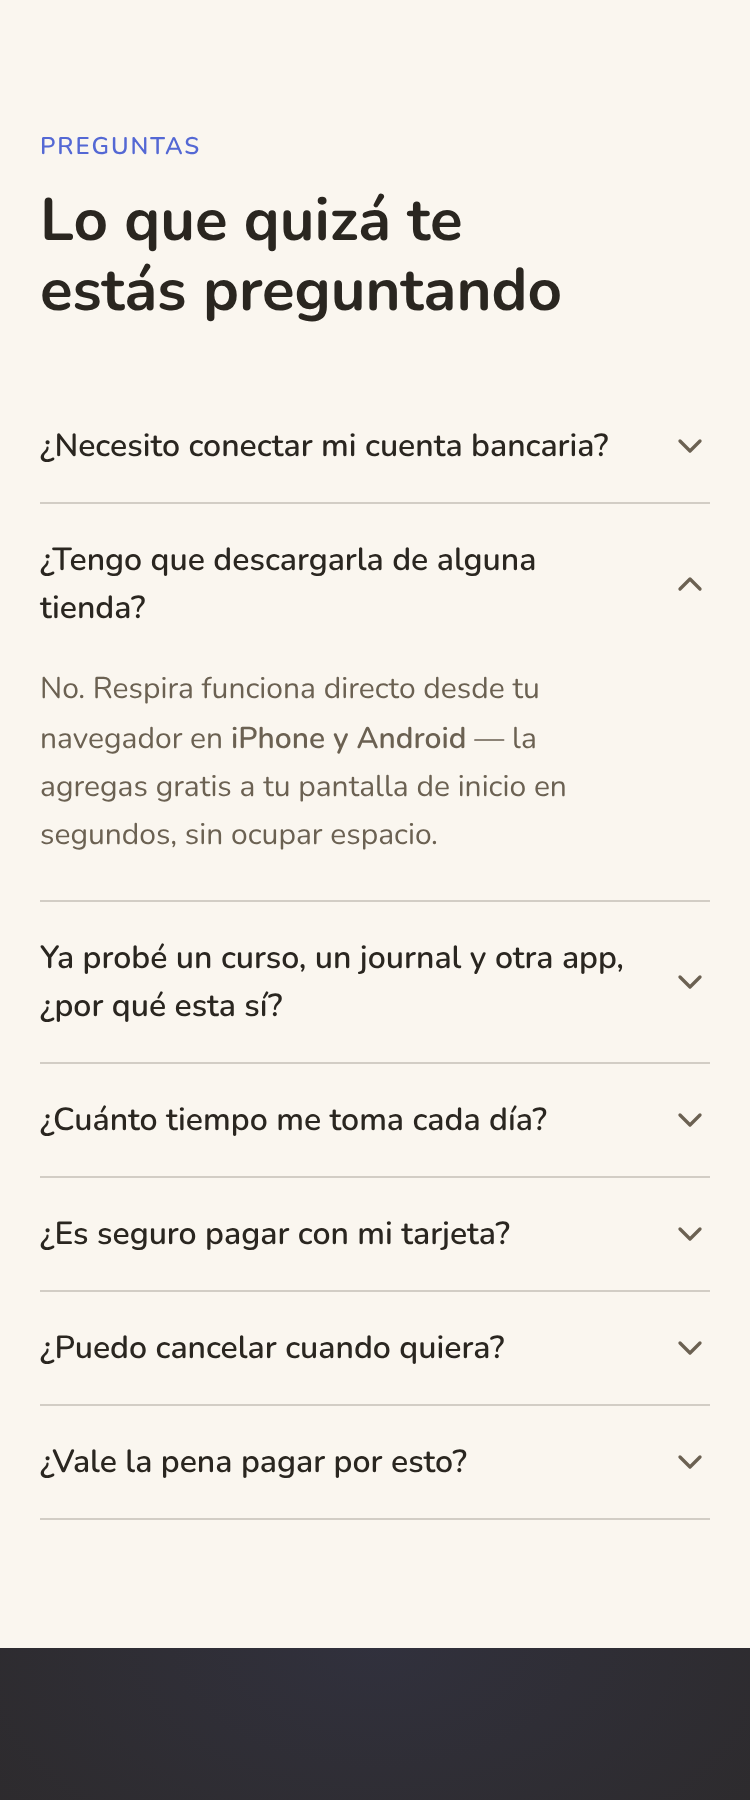 PREGUNTAS
Lo que quizá te
estás preguntando
¿Necesito conectar mi cuenta bancaria?
¿Tengo que descargarla de alguna
tienda?
No. Respira funciona directo desde tu
navegador en iPhone y Android — la
agregas gratis a tu pantalla de inicio en
segundos, sin ocupar espacio.
Ya probé un curso, un journal y otra app,
¿por qué esta sí?
¿Cuánto tiempo me toma cada día?
¿Es seguro pagar con mi tarjeta?
¿Puedo cancelar cuando quiera?
¿Vale la pena pagar por esto?